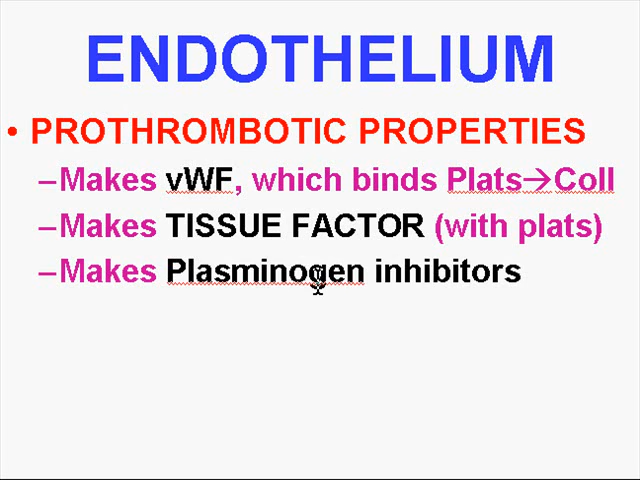 ENDOTHELIUM
• PROTHROMBOTIC PROPERTIES
–Makes vWF, which binds Plats→Coll
–Makes TISSUE FACTOR (with plats)
–Makes Plasminogen inhibitors